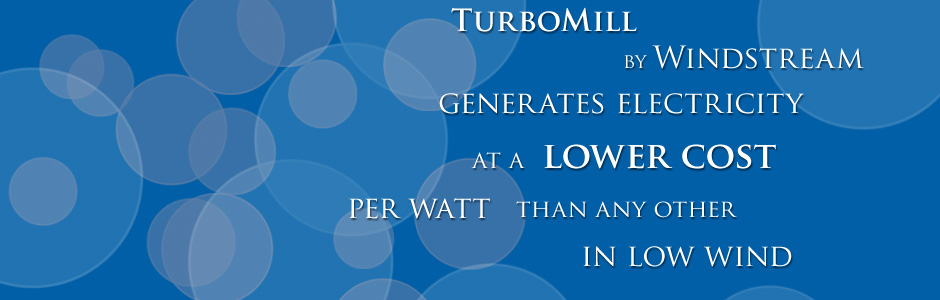 TurboMill
by Windstream
generates electricity
at a lower cost
per watt than any other
in low wind